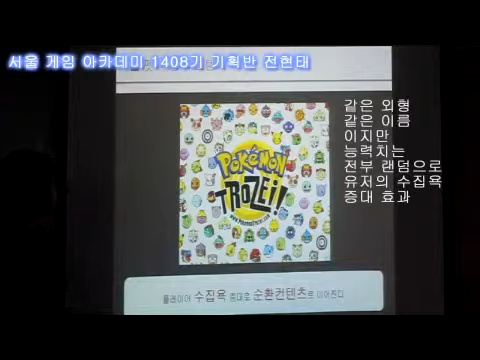 서울 게임 아카데미 1408기 기획반 전현태
같은 외형
같은 이름
이지만
능력치는
전부 랜덤으로
유저의 수집욕
증대 효과
POKéMON
TROZEI!
플레이어 수집욕 증대로 순환컨텐츠로 이어진다